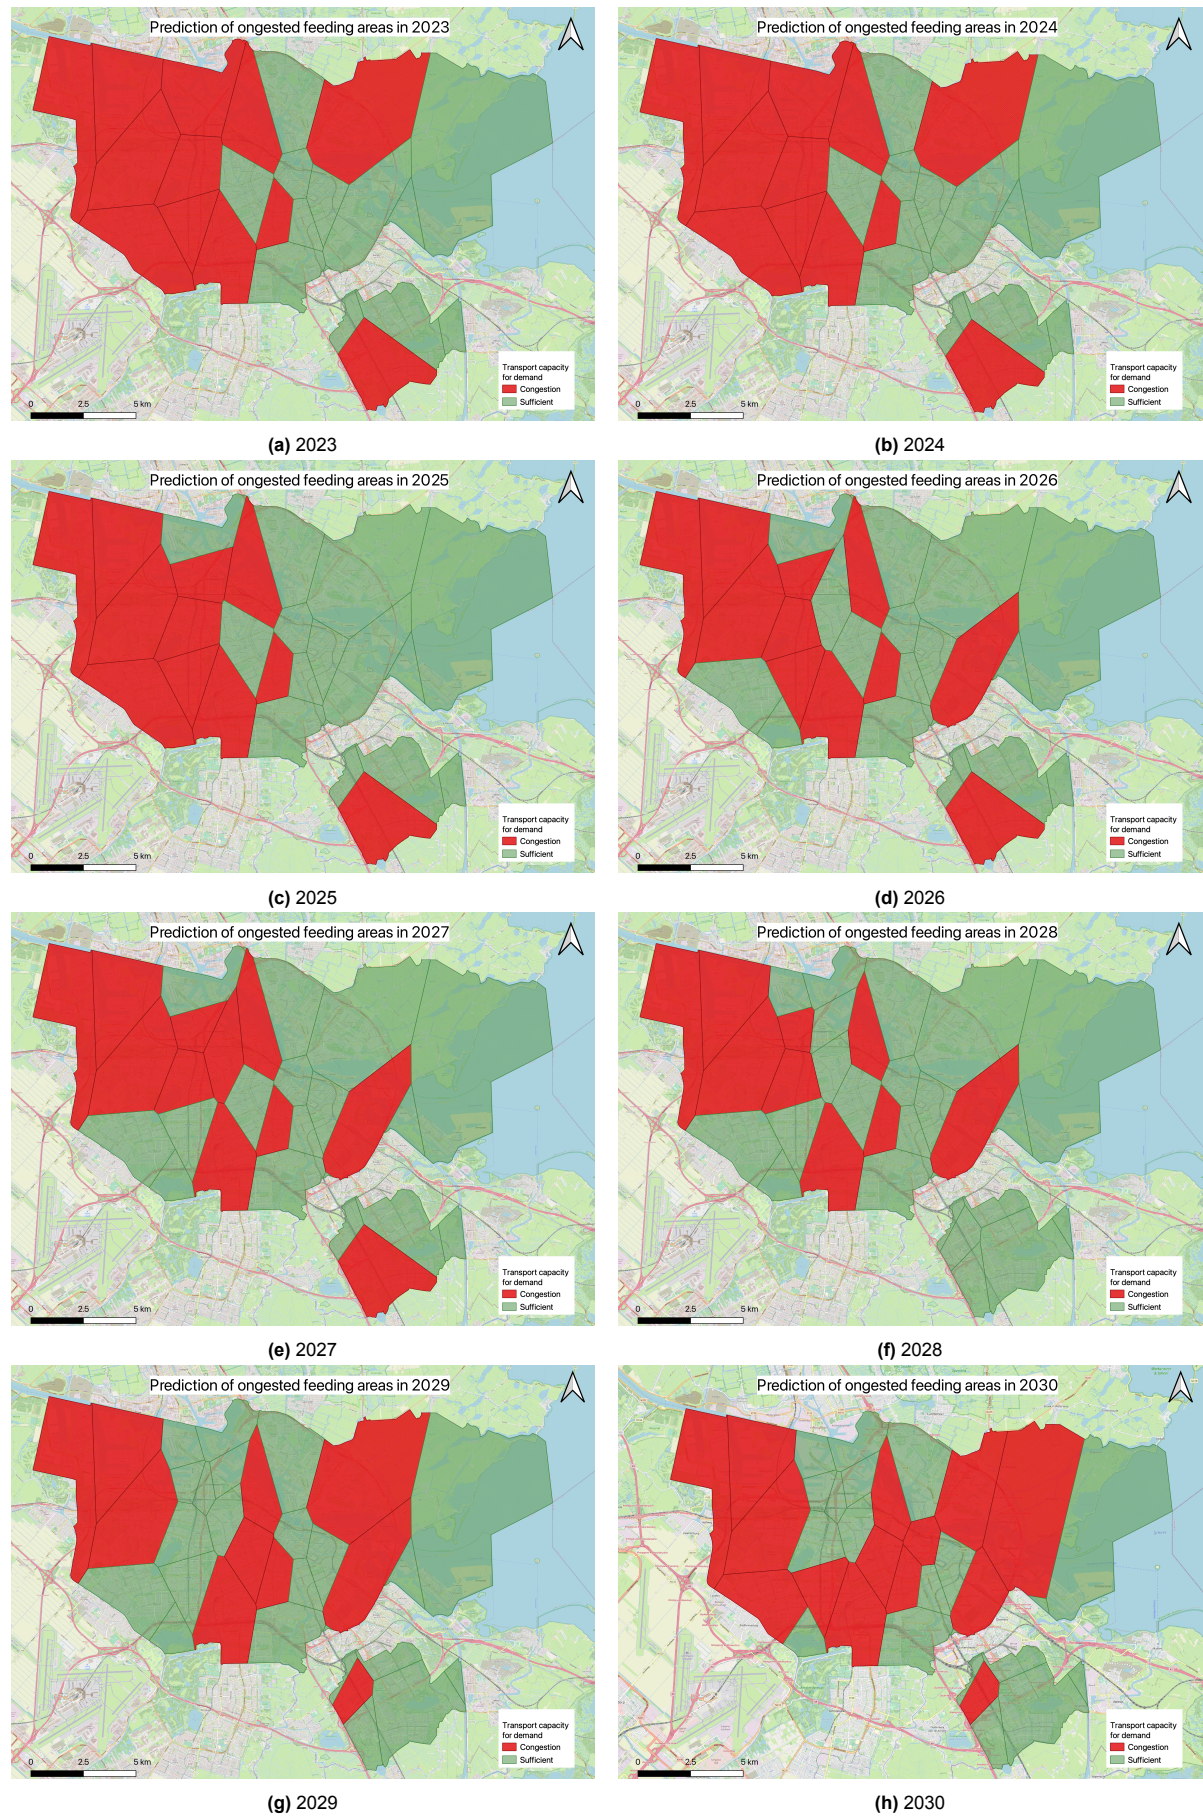 Prediction of ongested feeding areas in 2023
Transport capacity
for demand
Congestion
Sufficient
0 2.5 5 km
(a) 2023
Prediction of ongested feeding areas in 2024
Transport capacity
for demand
Congestion
Sufficient
0 2.5 5 km
(b) 2024
Prediction of ongested feeding areas in 2025
Transport capacity
for demand
Congestion
Sufficient
0 2.5 5 km
(c) 2025
Prediction of ongested feeding areas in 2026
Transport capacity
for demand
Congestion
Sufficient
0 2.5 5 km
(d) 2026
Prediction of ongested feeding areas in 2027
Transport capacity
for demand
Congestion
Sufficient
0 2.5 5 km
(e) 2027
Prediction of ongested feeding areas in 2028
Transport capacity
for demand
Congestion
Sufficient
0 2.5 5 km
(f) 2028
Prediction of ongested feeding areas in 2029
Transport capacity
for demand
Congestion
Sufficient
0 2.5 5 km
(g) 2029
Prediction of ongested feeding areas in 2030
Transport capacity
for demand
Congestion
Sufficient
0 2.5 5 km
(h) 2030